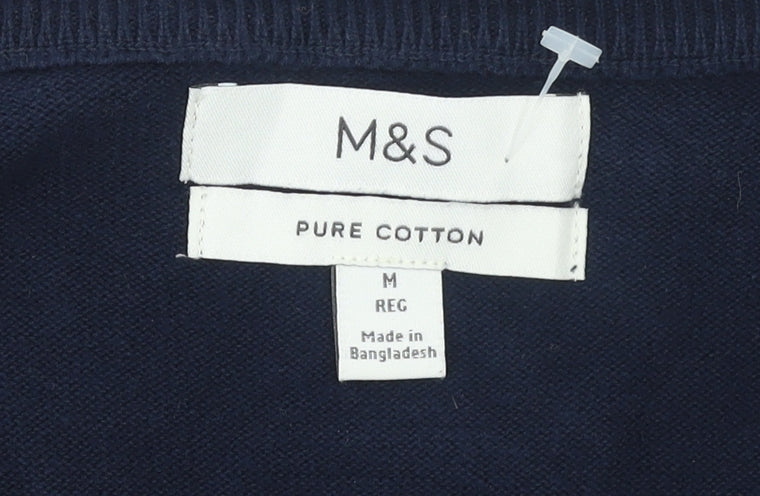 M&S
PURE COTTON
M
REG
Made in
Bangladesh